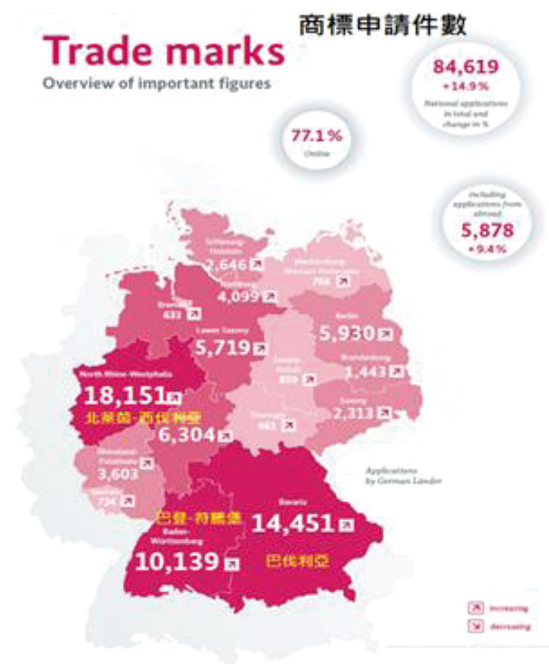 商標申請件數
Trade marks
Overview of important figures
84,619
+14.9%
National applications
in total and
change in %
77.1%
Online
including
applications from
abroad
5,878
+9.4%
Schleswig-
Holstein
2,646
Mecklenburg-
Hamburg
4,099
Bremen
633
Lower Saxony
5,719
Berlin
5,930
Brandenburg
1,443
North Rhine-Westphalia
18,151
北萊茵-西伐利亞
6,304
Saxony
2,313
Rhineland-
Palatinate
3,603
Applications
by German Länder
巴登-符騰堡
Baden-
Württemberg
10,139
Bavaria
14,451
巴伐利亞
increasing
decreasing